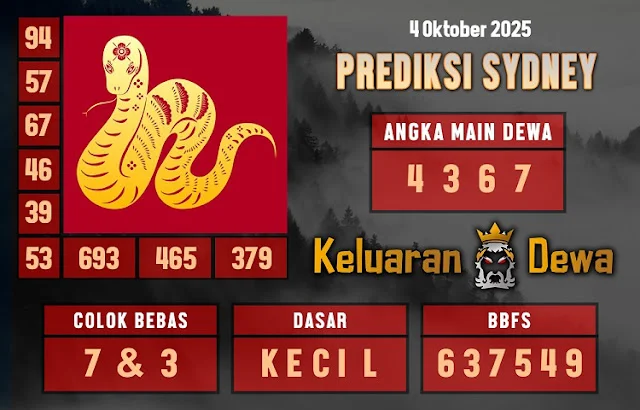 94
57
67
46
39
53 693 465 379
4 Oktober 2025
PREDIKSI SYDNEY
ANGKA MAIN DEWA
4 3 6 7
Keluaran Dewa
COLOK BEBAS
7 & 3
DASAR
KECIL
BBFS
637549